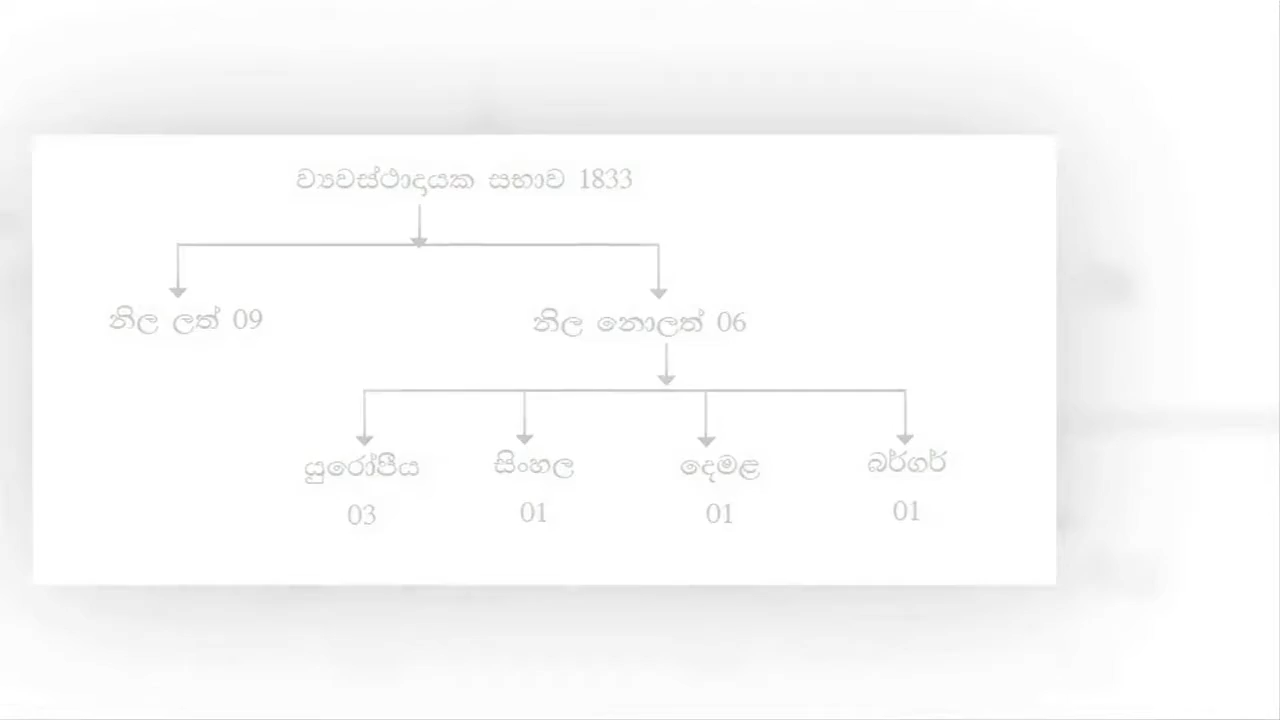 ව්‍යවස්ථාදායක සභාව 1833
නිල ලත් 09
නිල නොලත් 06
යුරෝපීය
සිංහල
දෙමළ
බර්ගර්
03
01
01
01